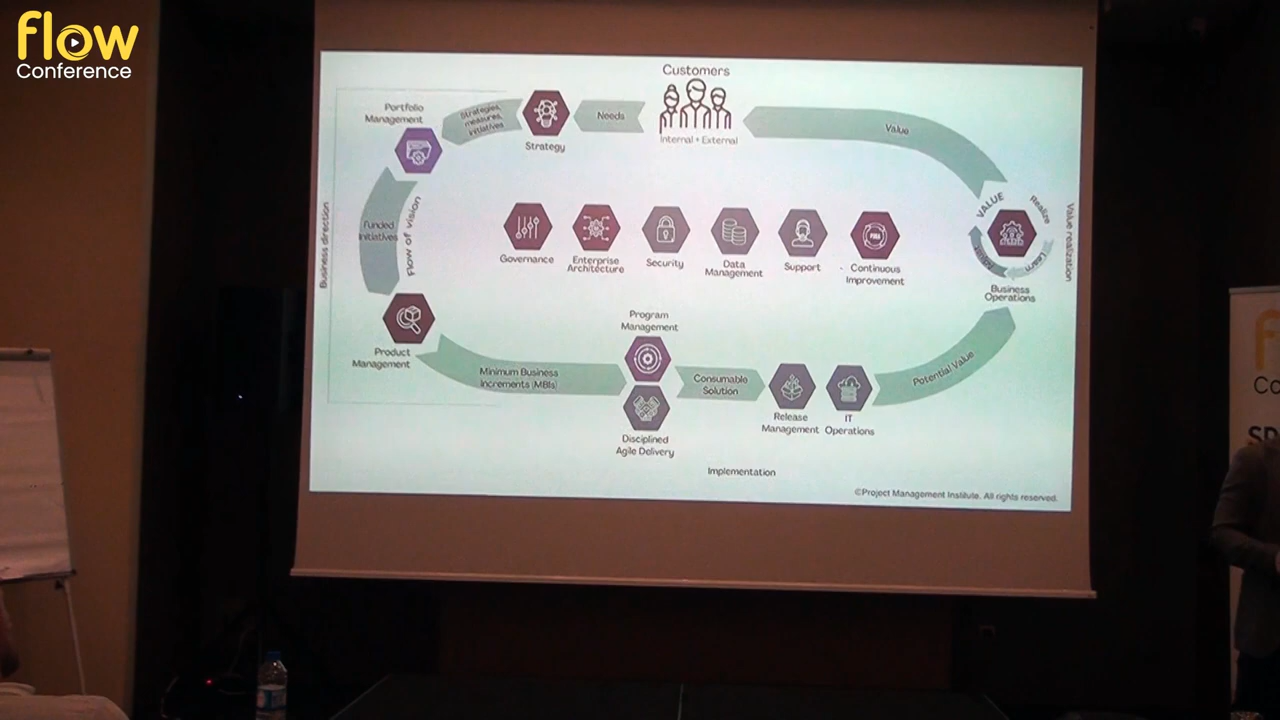 flow
Conference
Customers
Internal + External
Needs
Strategy
Strategies,
measures,
initiatives
Portfolio
Management
Funded
Initiatives
Flow of vision
Business direction
Product
Management
Minimum Business
Increments (MBIs)
Program
Management
Disciplined
Agile Delivery
Consumable
Solution
Release
Management
IT
Operations
Potential Value
Business
Operations
VALUE
Realize
Learn
Value realization
Value
Governance
Enterprise
Architecture
Security
Data
Management
Support
Continuous
Improvement
Implementation
©Project Management Institute. All rights reserved.